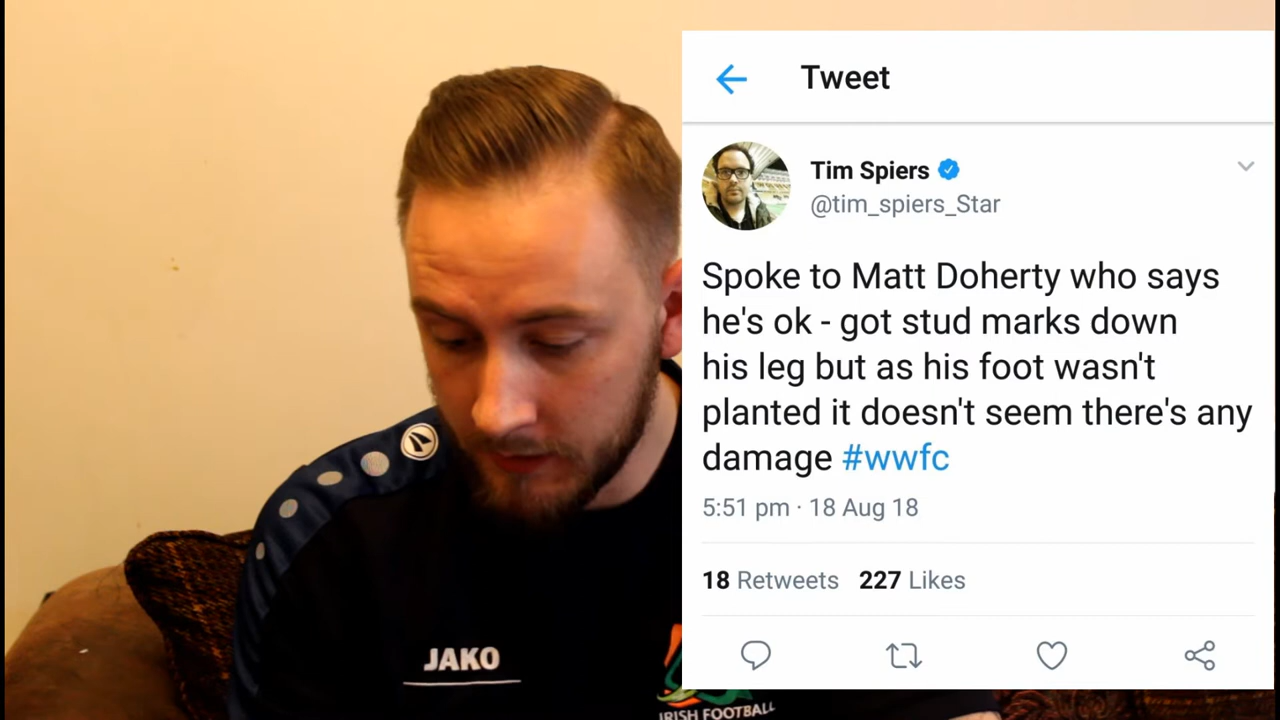 Tweet
Tim Spiers
@tim_spiers_Star
Spoke to Matt Doherty who says
he's ok - got stud marks down
his leg but as his foot wasn't
planted it doesn't seem there's any
damage #wwfc
5:51 pm · 18 Aug 18
18 Retweets 227 Likes
JAKO
IRISH FOOTBALL